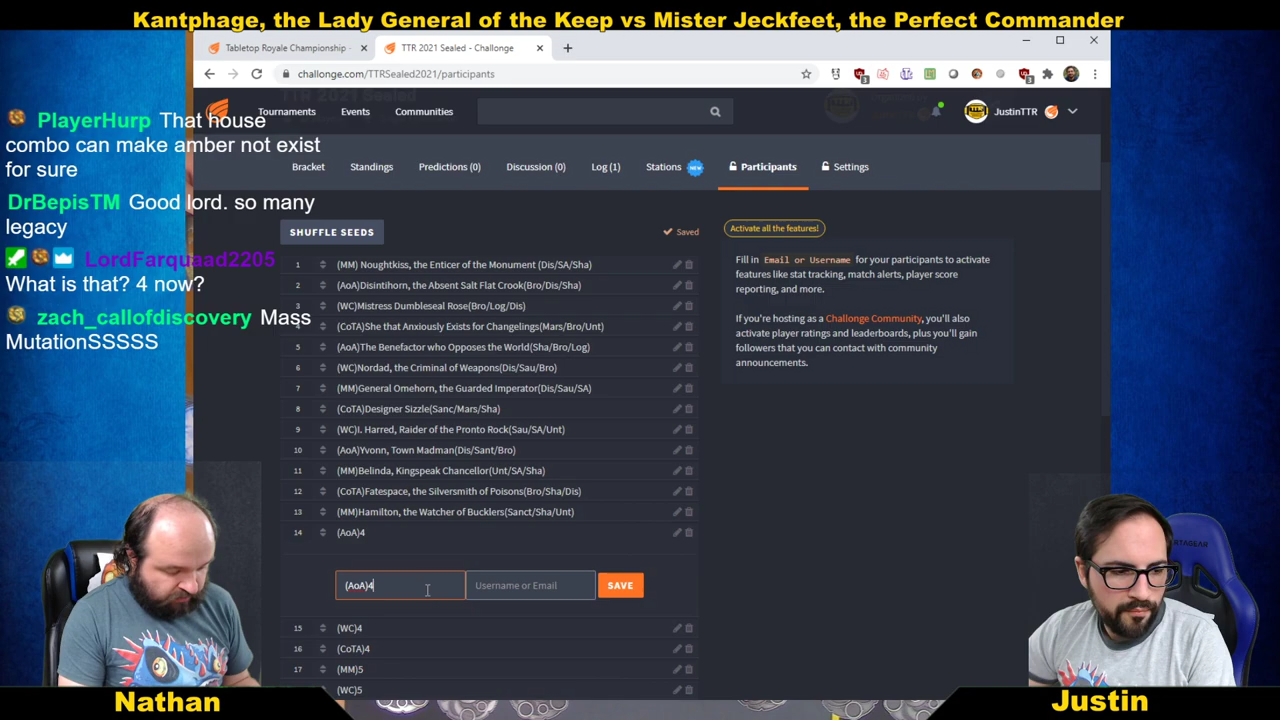 Kantphage, the Lady General of the Keep vs Mister Jeckfeet, the Perfect Commander
Tabletop Royale Championship -
TTR 2021 Sealed - Challonge
challonge.com/TTRSealed2021/participants
TTR 2021 Sealed
Tournaments
Events
Communities
JustinTTR
Bracket
Standings
Predictions (0)
Discussion (0)
Log (1)
Stations
NEW
Participants
Settings
PlayerHurp That house
combo can make amber not exist
for sure
DrBepisTM Good lord. so many
legacy
LordFarquaad2205
What is that? 4 now?
zach_callofdiscovery Mass
MutationSSSSS
SHUFFLE SEEDS
Saved
1 (MM) Noughtkiss, the Enticer of the Monument (Dis/SA/Sha)
2 (AoA)Disintihorn, the Absent Salt Flat Crook(Bro/Dis/Sha)
3 (WC)Mistress Dumbleseal Rose(Bro/Log/Dis)
4 (CoTA)She that Anxiously Exists for Changelings(Mars/Bro/Unt)
5 (AoA)The Benefactor who Opposes the World(Sha/Bro/Log)
6 (WC)Nordad, the Criminal of Weapons(Dis/Sau/Bro)
7 (MM)General Omehorn, the Guarded Imperator(Dis/Sau/SA)
8 (CoTA)Designer Sizzle(Sanc/Mars/Sha)
9 (WC)I. Harred, Raider of the Pronto Rock(Sau/SA/Unt)
10 (AoA)Yvonn, Town Madman(Dis/Sant/Bro)
11 (MM)Belinda, Kingspeak Chancellor(Unt/SA/Sha)
12 (CoTA)Fatespace, the Silversmith of Poisons(Bro/Sha/Dis)
13 (MM)Hamilton, the Watcher of Bucklers(Sanct/Sha/Unt)
14 (AoA)4
(AoA)4
Username or Email
SAVE
15 (WC)4
16 (CoTA)4
17 (MM)5
(WC)5
Activate all the features!
Fill in Email or Username for your participants to activate
features like stat tracking, match alerts, player score
reporting, and more.
If you're hosting as a Challonge Community, you'll also
activate player ratings and leaderboards, plus you'll gain
followers that you can contact with community
announcements.
Nathan
Justin